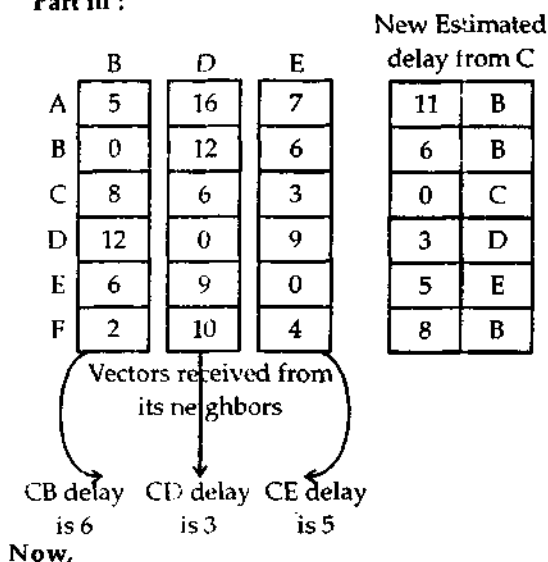 Part III :
New Estimated
delay from C
B D E
A 5 16 7 11 B
B 0 12 6 6 B
C 8 6 3 0 C
D 12 0 9 3 D
E 6 9 0 5 E
F 2 10 4 8 B
Vectors received from
its neighbors
CB delay CD delay CE delay
is 6 is 3 is 5
Now,